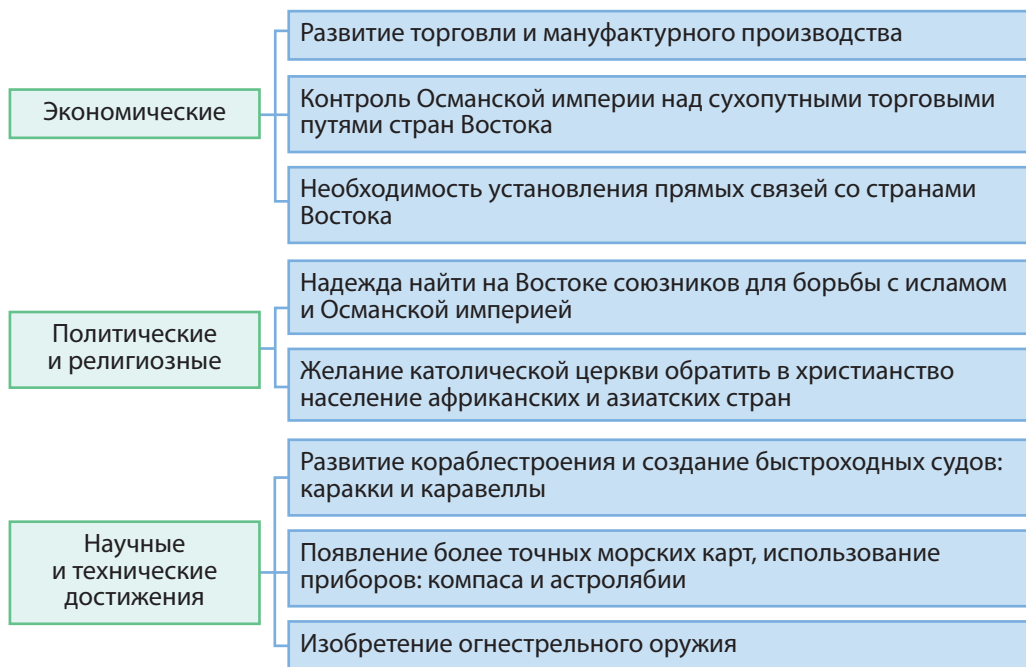 Экономические
Развитие торговли и мануфактурного производства
Контроль Османской империи над сухопутными торговыми
путями стран Востока
Необходимость установления прямых связей со странами
Востока
Политические
и религиозные
Надежда найти на Востоке союзников для борьбы с исламом
и Османской империей
Желание католической церкви обратить в христианство
население африканских и азиатских стран
Научные
и технические
достижения
Развитие кораблестроения и создание быстроходных судов:
каракки и каравеллы
Появление более точных морских карт, использование
приборов: компаса и астролябии
Изобретение огнестрельного оружия